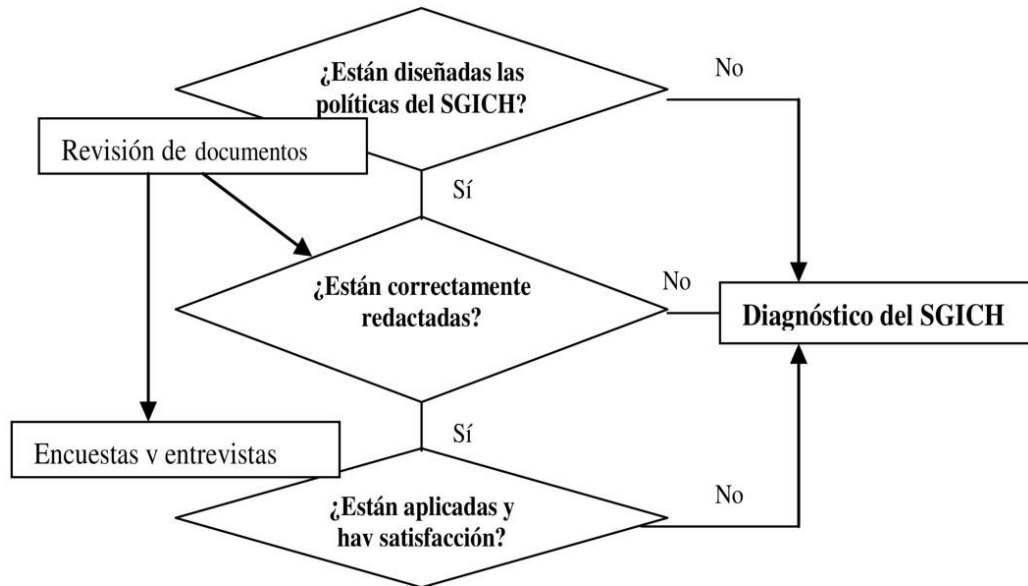 ¿Están diseñadas las
políticas del SGICH?
No
Revisión de documentos
Sí
¿Están correctamente
redactadas?
No
Diagnóstico del SGICH
Sí
Encuestas v entrevistas
¿Están aplicadas y
hav satisfacción?
No